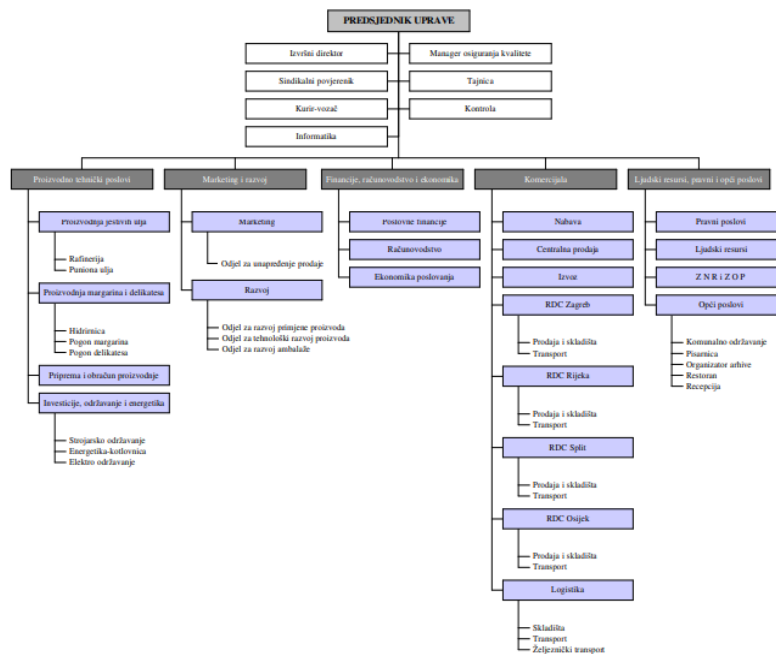 PREDSJEDNIK UPRAVE
Izvršni direktor
Manager osiguranja kvalitete
Sindikalni povjerenik
Tajnica
Kurir-vozač
Kontrola
Informatika
Proizvodno tehnički poslovi
Marketing i razvoj
Financije, računovodstvo i ekonomika
Komercijala
Ljudski resursi, pravni i opći poslovi
Proizvodnja jestivih ulja
Rafinerija
Puniona ulja
Proizvodnja margarina i delikatesa
Hidrirnica
Pogon margarina
Pogon delikatesa
Priprema i obračun proizvodnje
Investicije, održavanje i energetika
Strojarsko održavanje
Energetika-kotlovnica
Elektro održavanje
Marketing
Odjel za unapređenje prodaje
Razvoj
Odjel za razvoj primjene proizvoda
Odjel za tehnološki razvoj proizvoda
Odjel za razvoj ambalaže
Poslovne financije
Računovodstvo
Ekonomika poslovanja
Nabava
Centralna prodaja
Izvoz
RDC Zagreb
Prodaja i skladišta
Transport
RDC Rijeka
Prodaja i skladišta
Transport
RDC Split
Prodaja i skladišta
Transport
RDC Osijek
Prodaja i skladišta
Transport
Logistika
Skladišta
Transport
Željeznički transport
Pravni poslovi
Ljudski resursi
Z N R i Z O P
Opći poslovi
Komunalno održavanje
Pisarnica
Organizator arhive
Restoran
Recepcija